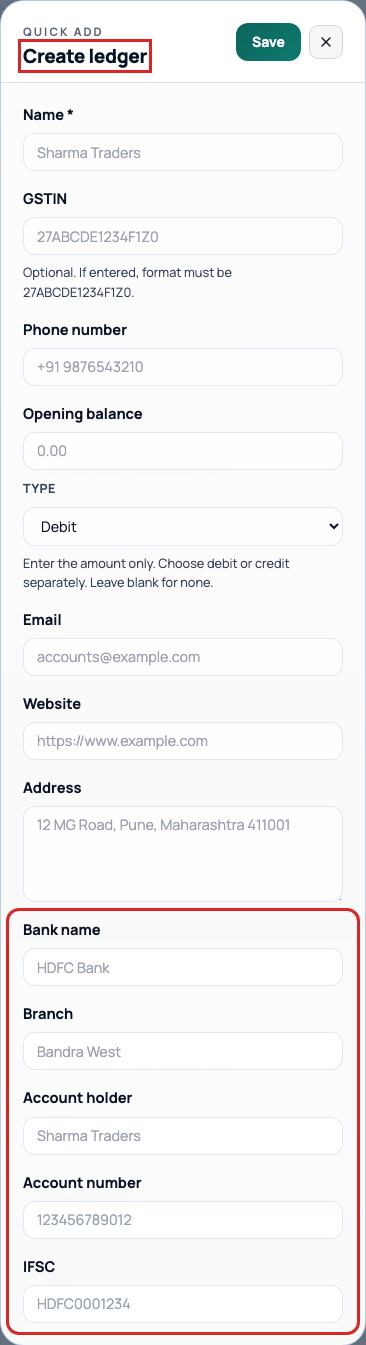 QUICK ADD
Create ledger
Save
×
Name *
Sharma Traders
GSTIN
27ABCDE1234F1Z0
Optional. If entered, format must be
27ABCDE1234F1Z0.
Phone number
+91 9876543210
Opening balance
0.00
TYPE
Debit
Enter the amount only. Choose debit or credit
separately. Leave blank for none.
Email
accounts@example.com
Website
https://www.example.com
Address
12 MG Road, Pune, Maharashtra 411001
Bank name
HDFC Bank
Branch
Bandra West
Account holder
Sharma Traders
Account number
123456789012
IFSC
HDFC0001234